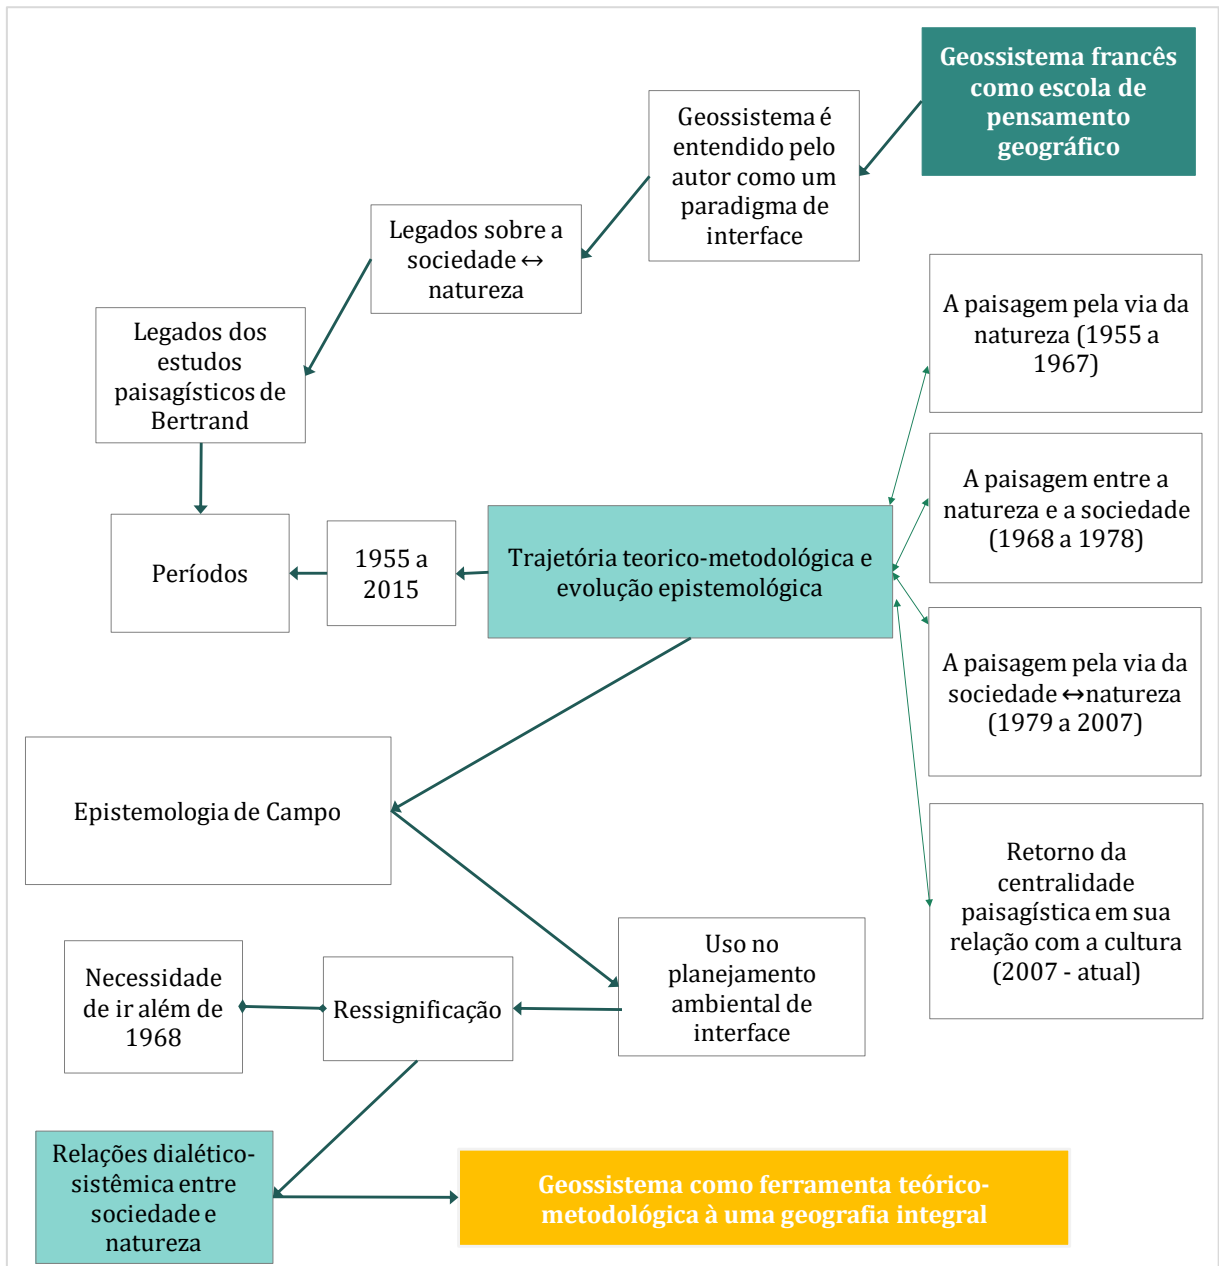 Geossistema francês
como escola de
pensamento
geográfico
Geossistema é
entendido pelo
autor como um
paradigma de
interface
Legados sobre a
sociedade ↔
natureza
Legados dos
estudos
paisagísticos de
Bertrand
Períodos
1955 a
2015
Trajetória teorico-metodológica e
evolução epistemológica
A paisagem pela via da
natureza (1955 a
1967)
A paisagem entre a
natureza e a sociedade
(1968 a 1978)
A paisagem pela via da
sociedade ↔natureza
(1979 a 2007)
Retorno da
centralidade
paisagística em sua
relação com a cultura
(2007 - atual)
Epistemologia de Campo
Uso no
planejamento
ambiental de
interface
Ressignificação
Necessidade
de ir além de
1968
Relações dialético-
sistêmica entre
sociedade e
natureza
Geossistema como ferramenta teórico-
metodológica à uma geografia integral